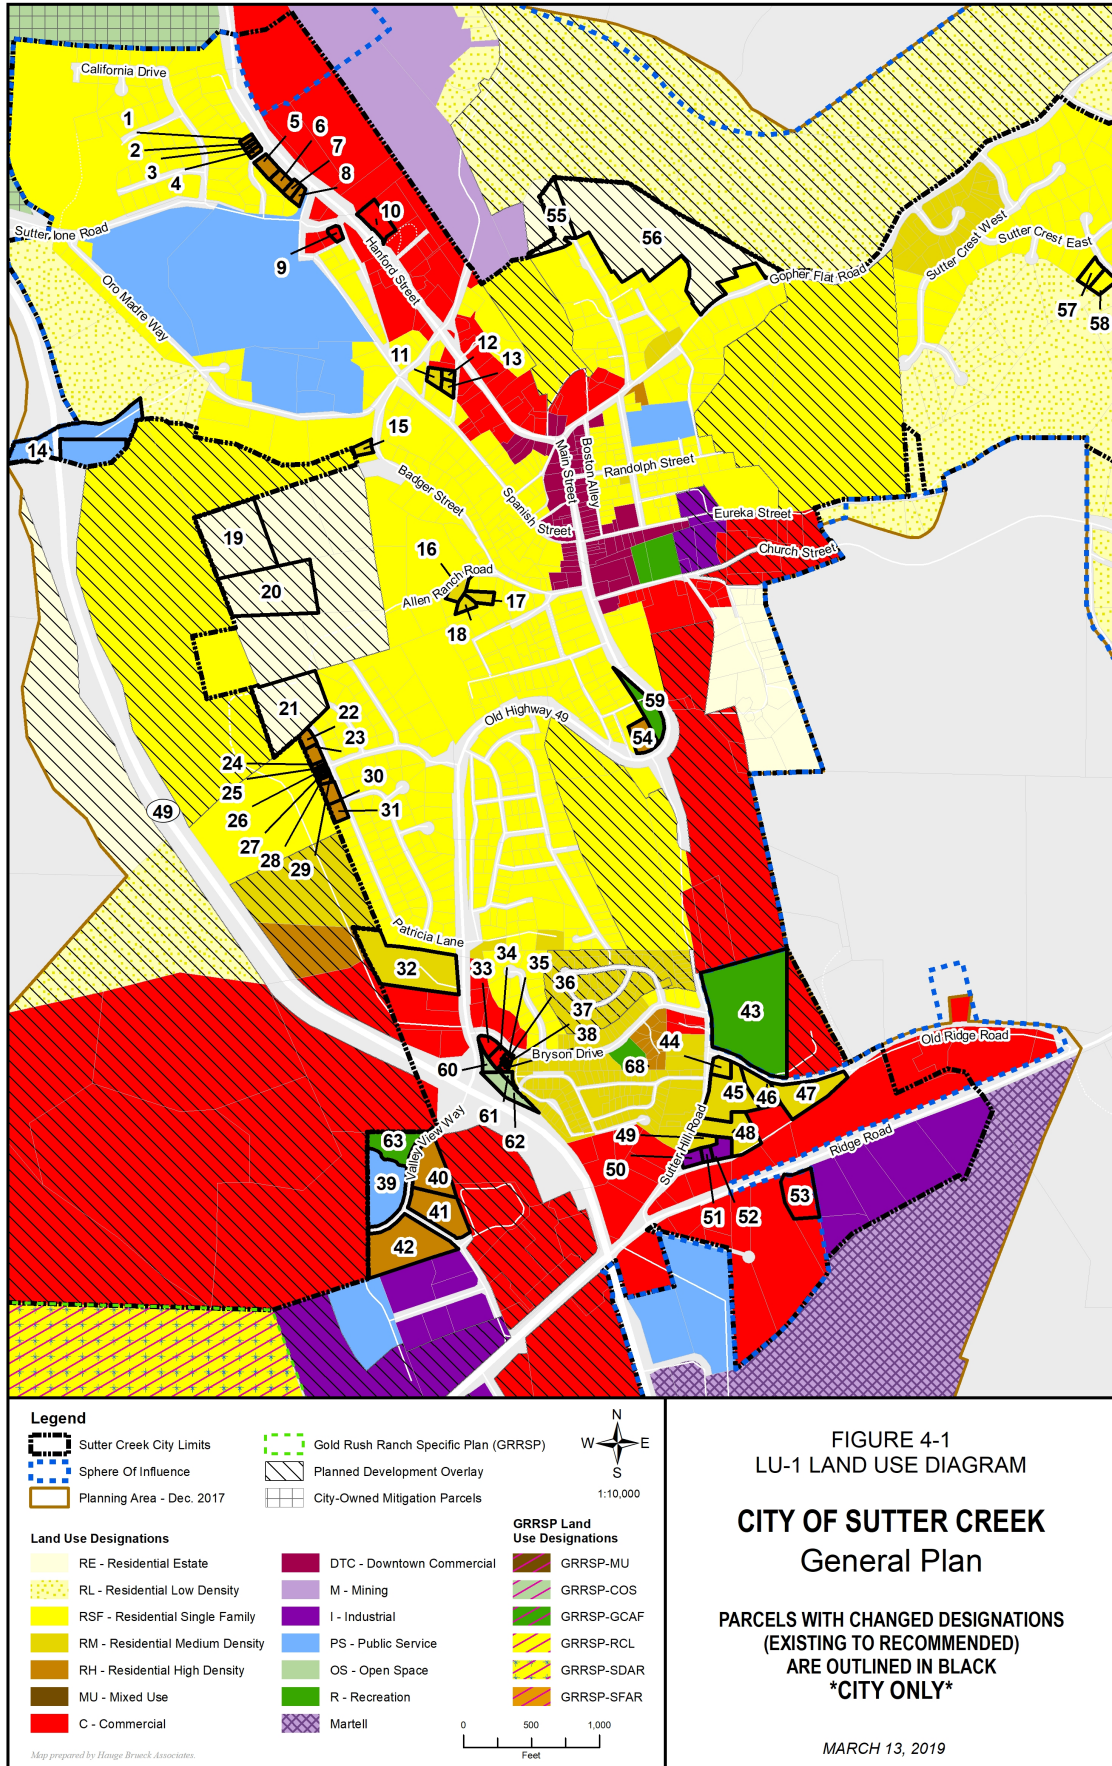 California Drive
1
2
3
4
5
6
7
8
9
10
Sutter Ione Road
Oro Madre Way
Hanford Street
11
12
13
14
15
Badger Street
Spanish Street
Main Street
Boston Alley
Randolph Street
Eureka Street
Church Street
55
56
Gopher Flat Road
Sutter Crest West
Sutter Crest East
57
58
16
Allen Ranch Road
17
18
19
20
21
22
23
24
25
26
27
28
29
30
31
49
Old Highway 49
59
54
Patricia Lane
32
33
34
35
36
37
38
Bryson Drive
68
60
61
62
43
44
45
46
47
48
49
50
51
52
53
Sutter Hill Road
Ridge Road
Old Ridge Road
Valley View Way
63
39
40
41
42
Legend
Sutter Creek City Limits
Sphere Of Influence
Planning Area - Dec. 2017
Gold Rush Ranch Specific Plan (GRRSP)
Planned Development Overlay
City-Owned Mitigation Parcels
N
W E
S
1:10,000
Land Use Designations
RE - Residential Estate
RL - Residential Low Density
RSF - Residential Single Family
RM - Residential Medium Density
RH - Residential High Density
MU - Mixed Use
C - Commercial
DTC - Downtown Commercial
M - Mining
I - Industrial
PS - Public Service
OS - Open Space
R - Recreation
Martell
GRRSP Land
Use Designations
GRRSP-MU
GRRSP-COS
GRRSP-GCAF
GRRSP-RCL
GRRSP-SDAR
GRRSP-SFAR
0 500 1,000
Feet
Map prepared by Hauge Brueck Associates.
FIGURE 4-1
LU-1 LAND USE DIAGRAM
CITY OF SUTTER CREEK
General Plan
PARCELS WITH CHANGED DESIGNATIONS
(EXISTING TO RECOMMENDED)
ARE OUTLINED IN BLACK
*CITY ONLY*
MARCH 13, 2019